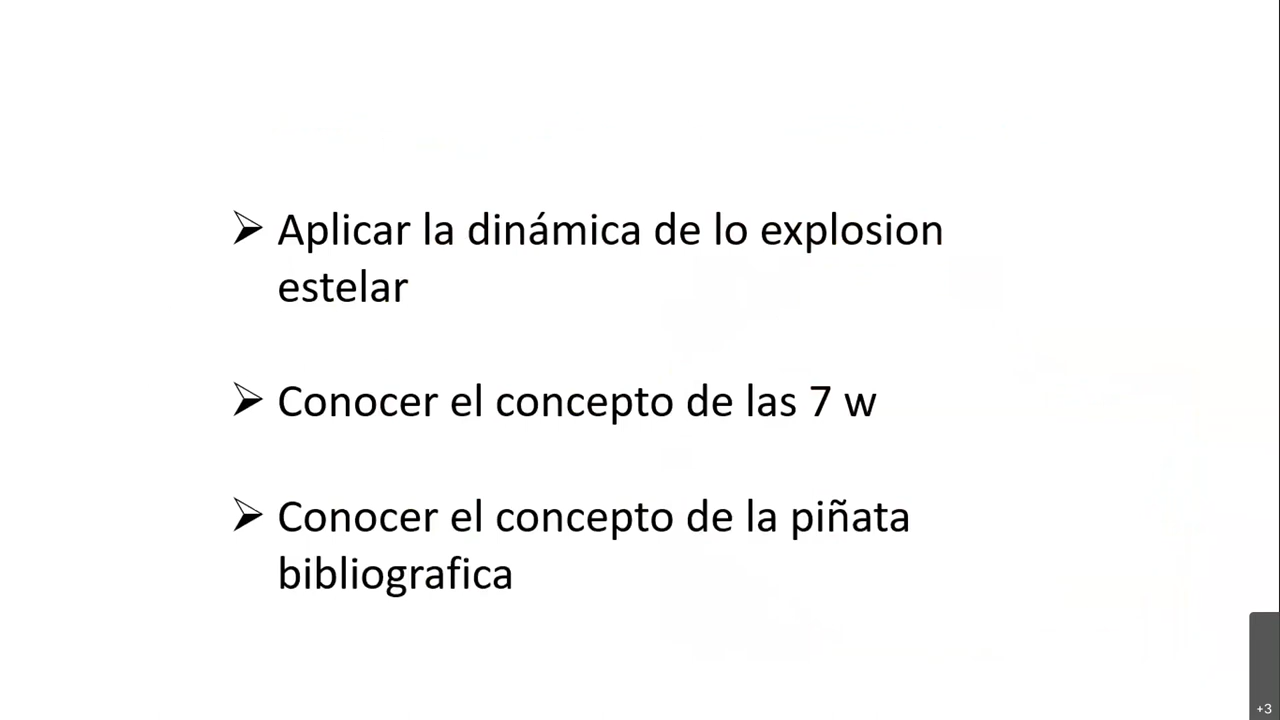 ➢ Aplicar la dinámica de lo explosion
estelar
➢ Conocer el concepto de las 7 w
➢ Conocer el concepto de la piñata
bibliografica
+3